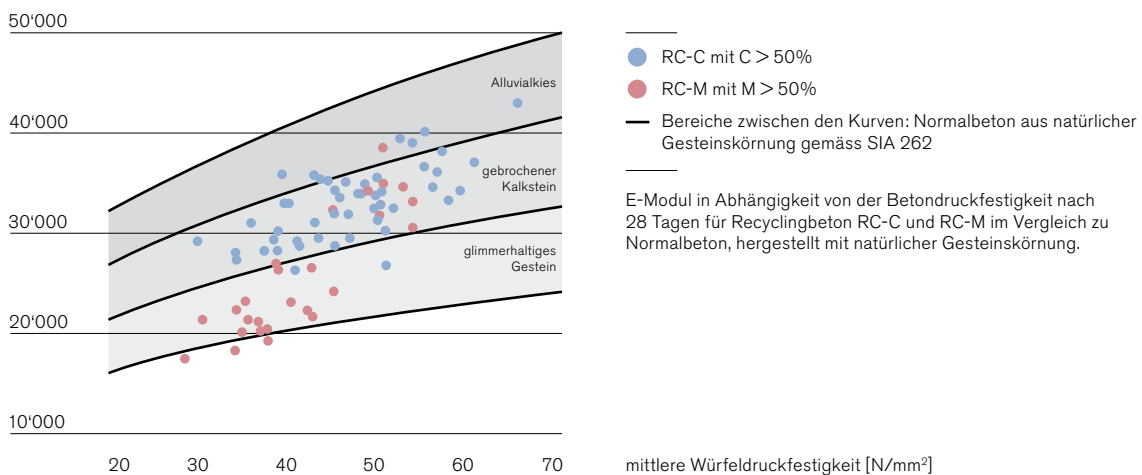 50‘000
40‘000
30‘000
20‘000
10‘000
Alluvialkies
gebrochener
Kalkstein
glimmerhaltiges
Gestein
20 30 40 50 60 70
RC-C mit C > 50%
RC-M mit M > 50%
Bereiche zwischen den Kurven: Normalbeton aus natürlicher
Gesteinskörnung gemäss SIA 262
E-Modul in Abhängigkeit von der Betondruckfestigkeit nach
28 Tagen für Recyclingbeton RC-C und RC-M im Vergleich zu
Normalbeton, hergestellt mit natürlicher Gesteinskörnung.
mittlere Würfeldruckfestigkeit [N/mm²]